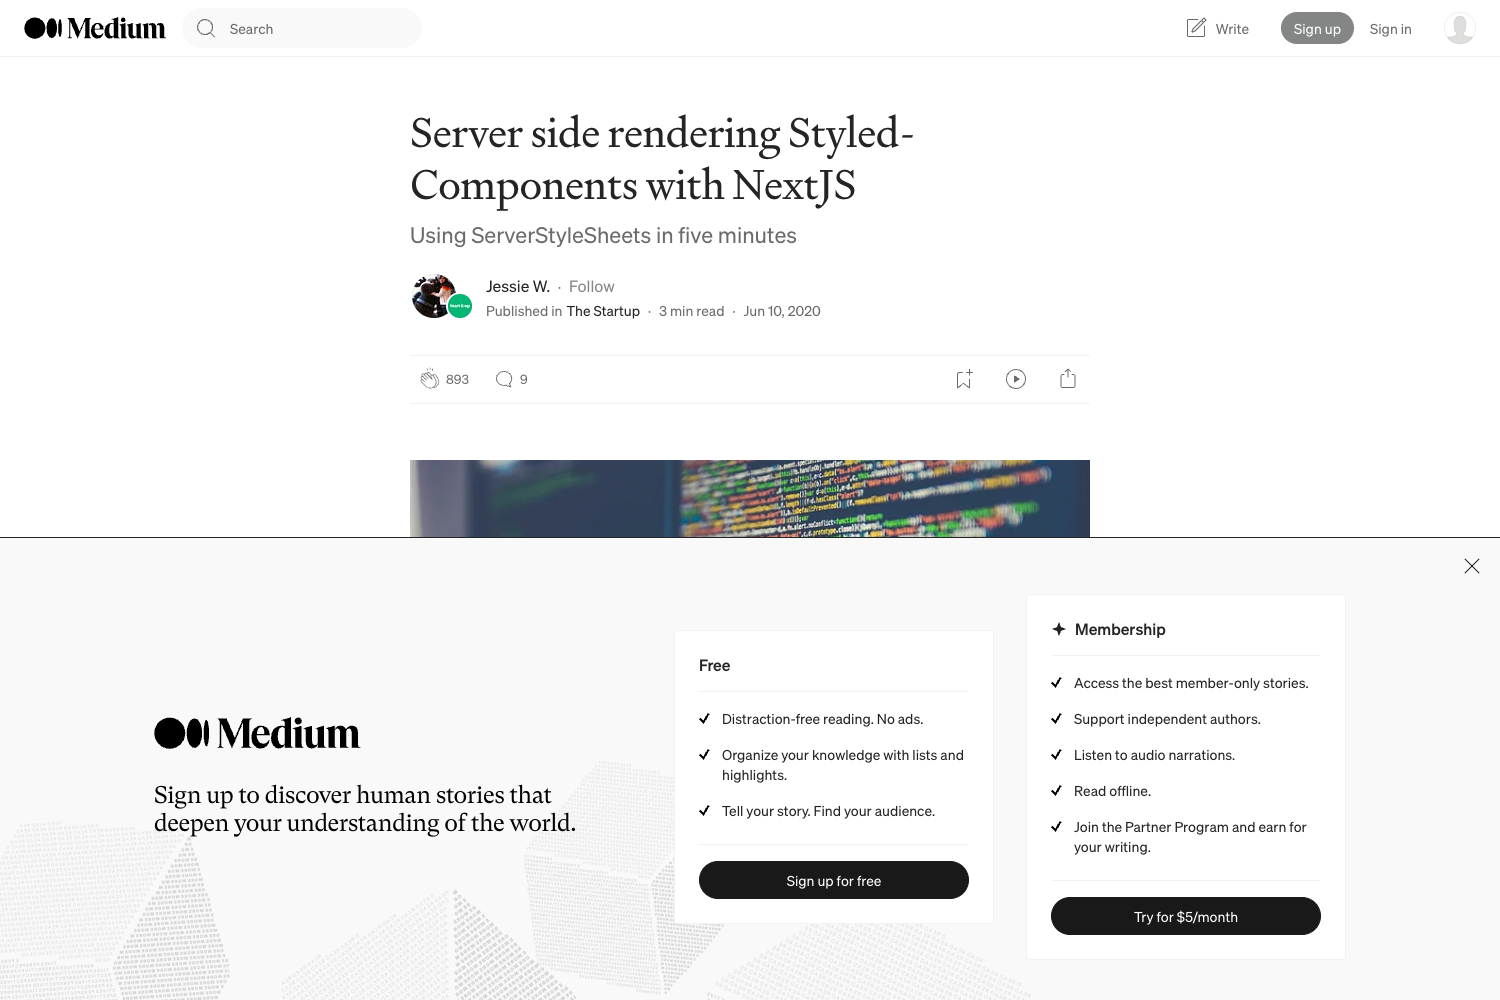 Medium
Search
Write
Sign up
Sign in
Server side rendering Styled-
Components with NextJS
Using ServerStyleSheets in five minutes
Jessie W. · Follow
Published in The Startup · 3 min read · Jun 10, 2020
893
9
Medium
Sign up to discover human stories that
deepen your understanding of the world.
Free
Distraction-free reading. No ads.
Organize your knowledge with lists and
highlights.
Tell your story. Find your audience.
Sign up for free
Membership
Access the best member-only stories.
Support independent authors.
Listen to audio narrations.
Read offline.
Join the Partner Program and earn for
your writing.
Try for $5/month